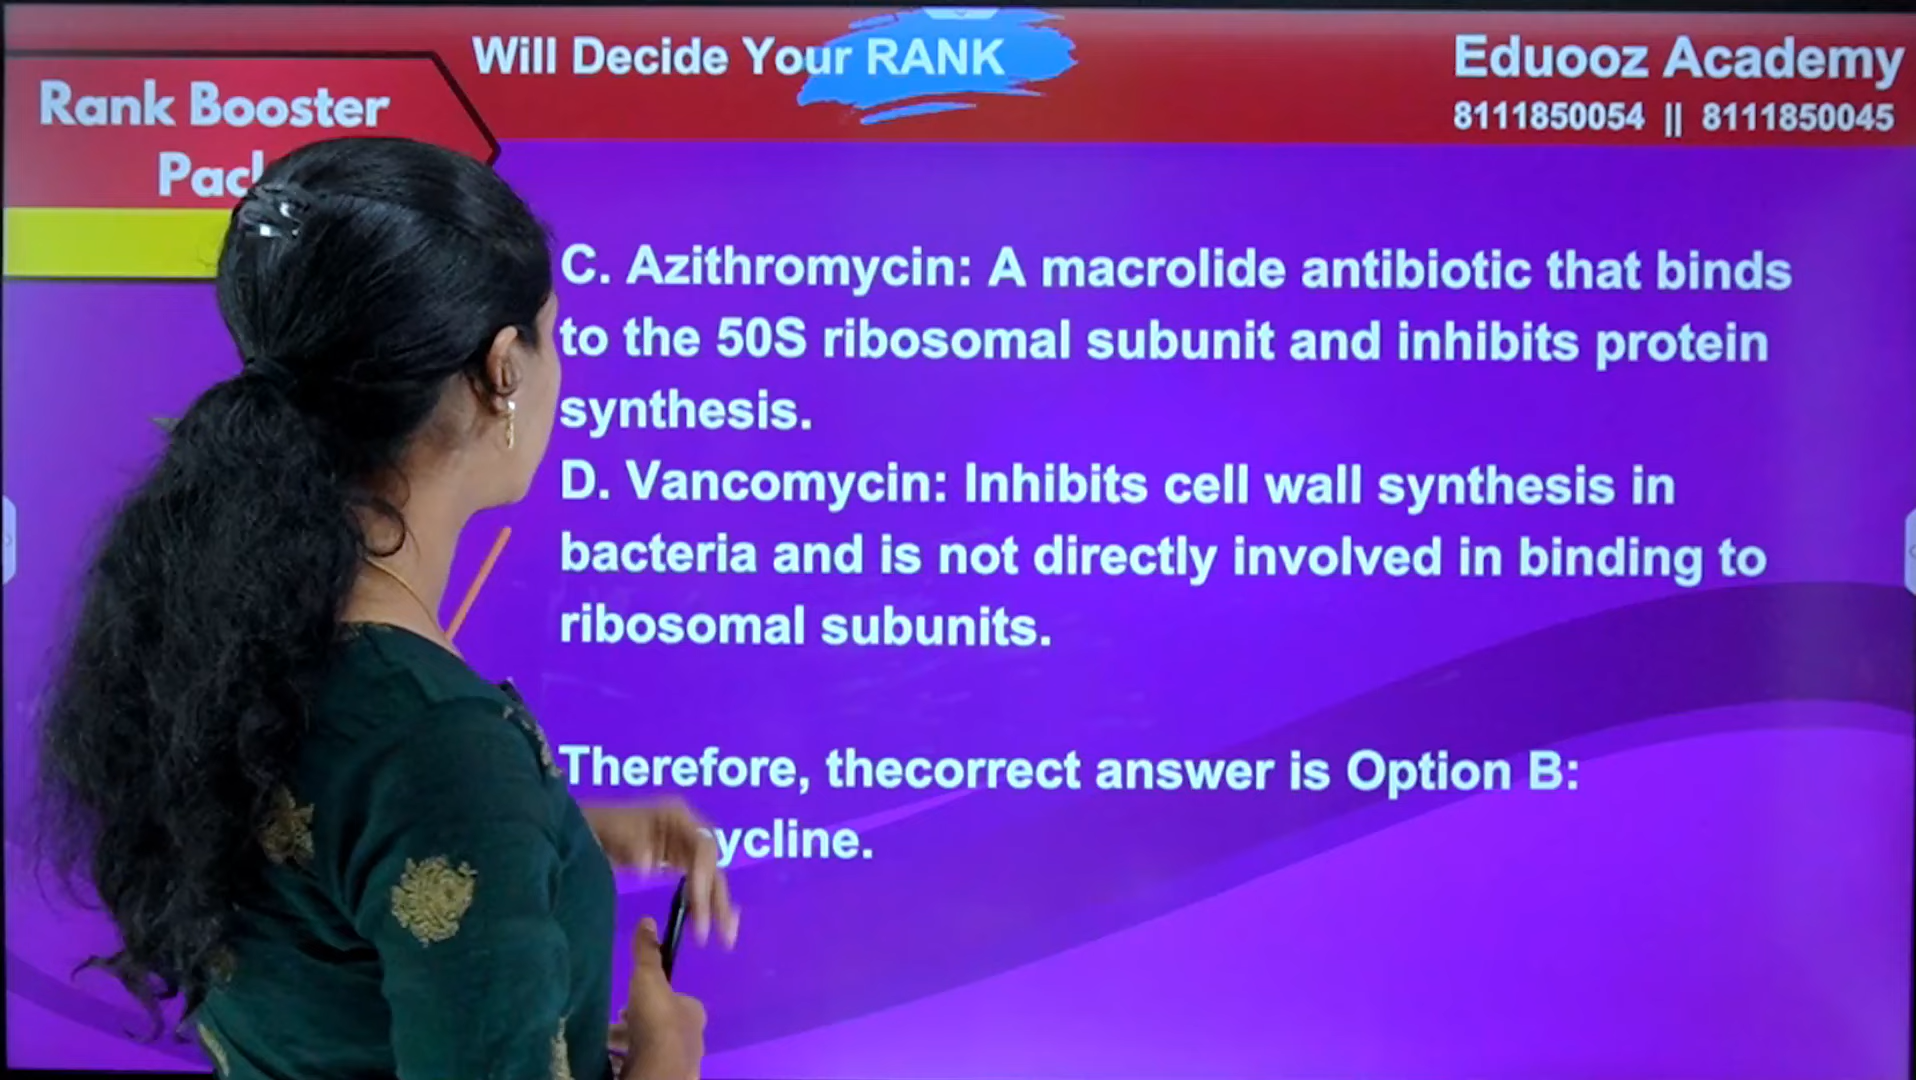 Will Decide Your RANK
Eduooz Academy
8111850054 || 8111850045
Rank Booster
C. Azithromycin: A macrolide antibiotic that binds
to the 50S ribosomal subunit and inhibits protein
synthesis.
D. Vancomycin: Inhibits cell wall synthesis in
bacteria and is not directly involved in binding to
ribosomal subunits.
Therefore, thecorrect answer is Option B: